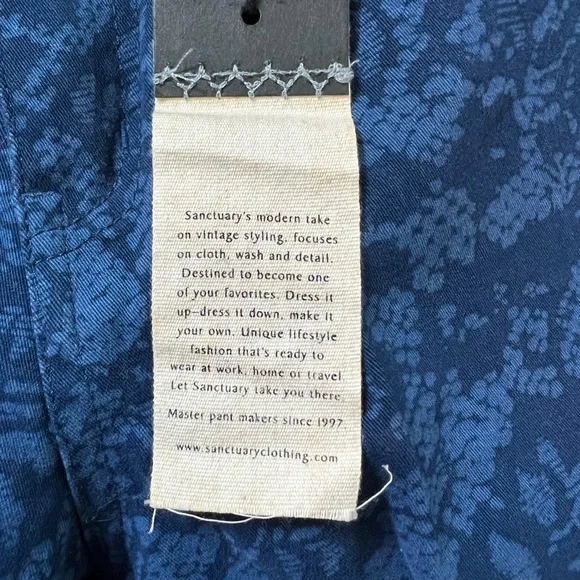 Sanctuary's modern take
on vintage styling, focuses
on cloth, wash and detail.
Destined to become one
of your favorites. Dress it
up–dress it down, make it
your own. Unique lifestyle
fashion that's ready to
wear at work, home or travel.
Let Sanctuary take you there.
Master pant makers since 1997.
www.sanctuaryclothing.com